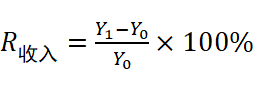 R收入 = (Y₁−Y₀)/Y₀ × 100%